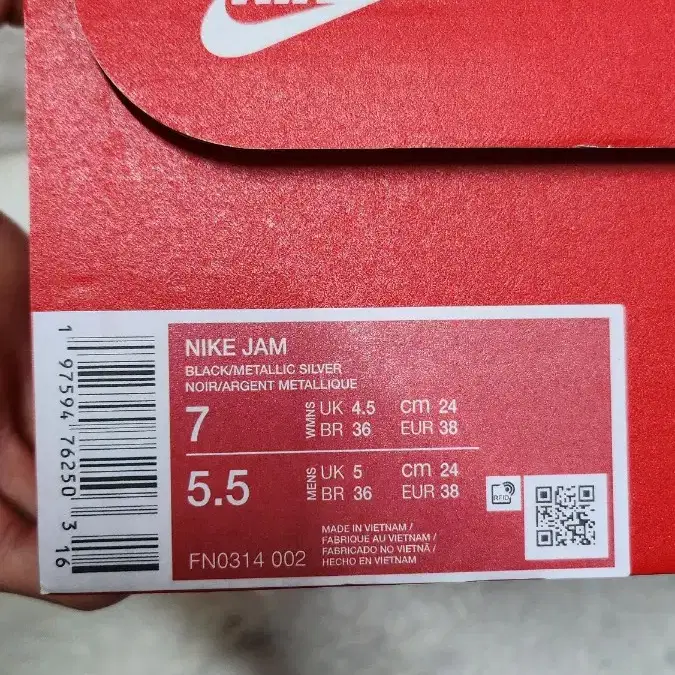 NIKE
NIKE JAM
BLACK/METALLIC SILVER
NOIR/ARGENT METALLIQUE
7 WMNS UK 4.5 cm 24
BR 36 EUR 38
5.5 MENS UK 5 cm 24
BR 36 EUR 38
RFID
MADE IN VIETNAM /
FABRIQUE AU VIETNAM /
FABRICADO NO VIETNÃ /
HECHO EN VIETNAM
FN0314 002
1 97594 76250 3 16